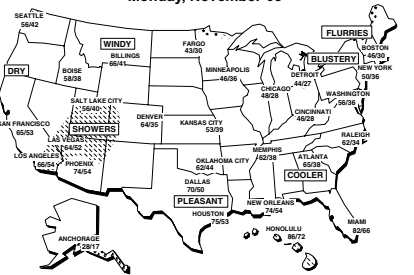 SEATTLE
56/42
WINDY
BILLINGS
66/41
FARGO
43/30
FLURRIES
BOSTON
46/30
BLUSTERY
NEW YORK
50/36
DRY
BOISE
58/38
MINNEAPOLIS
46/36
DETROIT
44/27
CHICAGO
48/28
WASHINGTON
56/36
SALT LAKE CITY
56/40
SHOWERS
DENVER
64/35
KANSAS CITY
53/39
CINCINNATI
46/28
SAN FRANCISCO
65/53
LAS VEGAS
64/52
RALEIGH
62/34
LOS ANGELES
66/54
PHOENIX
74/54
OKLAHOMA CITY
62/44
MEMPHIS
62/38
ATLANTA
65/38
COOLER
DALLAS
70/50
PLEASANT
HOUSTON
75/53
NEW ORLEANS
74/54
MIAMI
82/66
ANCHORAGE
28/17
HONOLULU
86/72